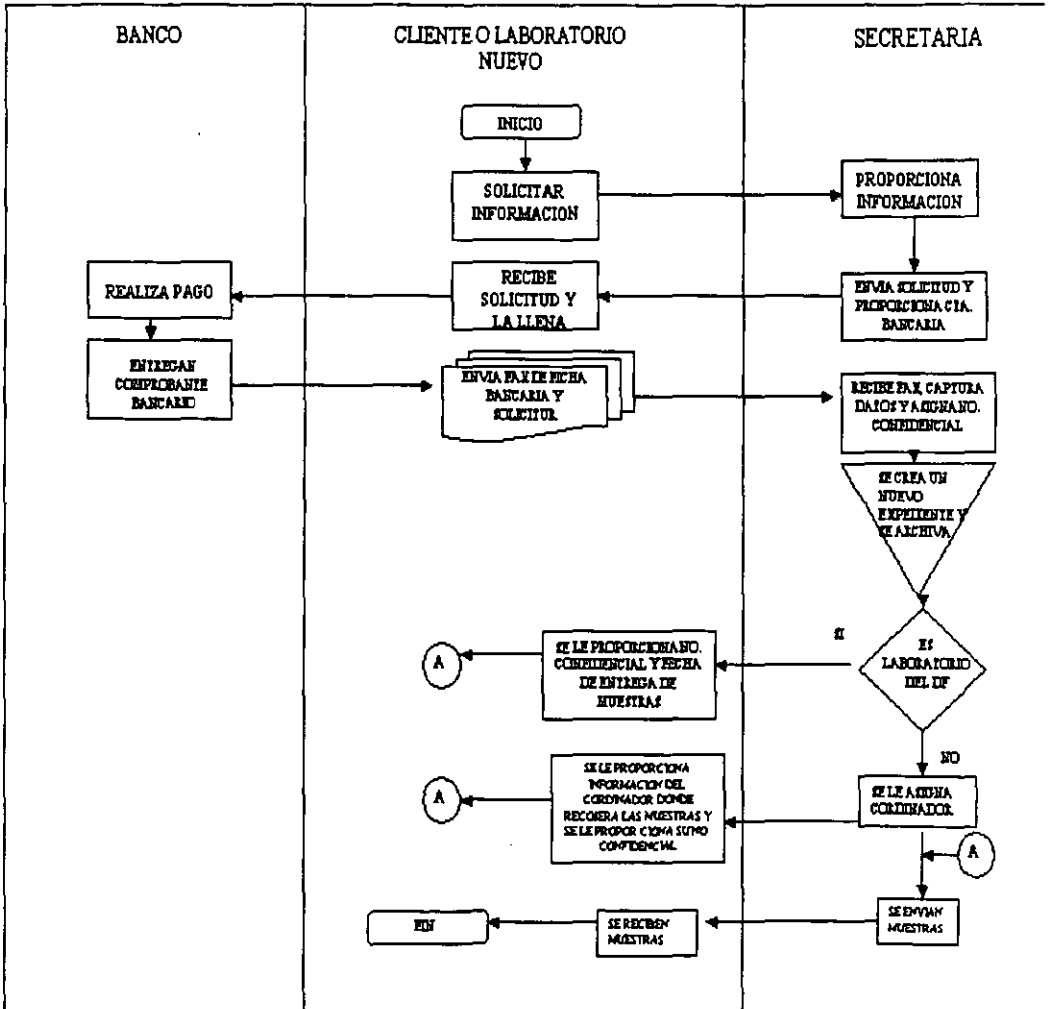 BANCO
CLIENTE O LABORATORIO
NUEVO
SECRETARIA
INICIO
SOLICITAR
INFORMACION
PROPORCIONA
INFORMACION
ENVIA SOLICITUD Y
PROPORCIONA CTA.
BANCARIA
RECIBE
SOLICITUD Y
LA LLENA
REALIZA PAGO
ENTREGAN
COMPROBANTE
BANCARIO
ENVIA FAX DE FICHA
BANCARIA Y
SOLICITUR
RECIBE FAX, CAPTURA
DATOS Y ASIGNA NO.
CONFIDENCIAL
SE CREA UN
NUEVO
EXPEDIENTE Y
SE ARCHIVA
ES
LABORATORIO
DEL DF
SI
SE LE PROPORCIONA NO.
CONFIDENCIAL Y FECHA
DE ENTREGA DE
MUESTRAS
A
NO
SE LE ASIGNA
CORDINADOR
SE LE PROPORCIONA
INFORMACION DEL
CORDINADOR DONDE
RECOJERA LAS MUESTRAS Y
SE LE PROPORCIONA SU NO
CONFIDENCIAL
A
A
SE ENVIAN
MUESTRAS
SE RECIBEN
MUESTRAS
FIN